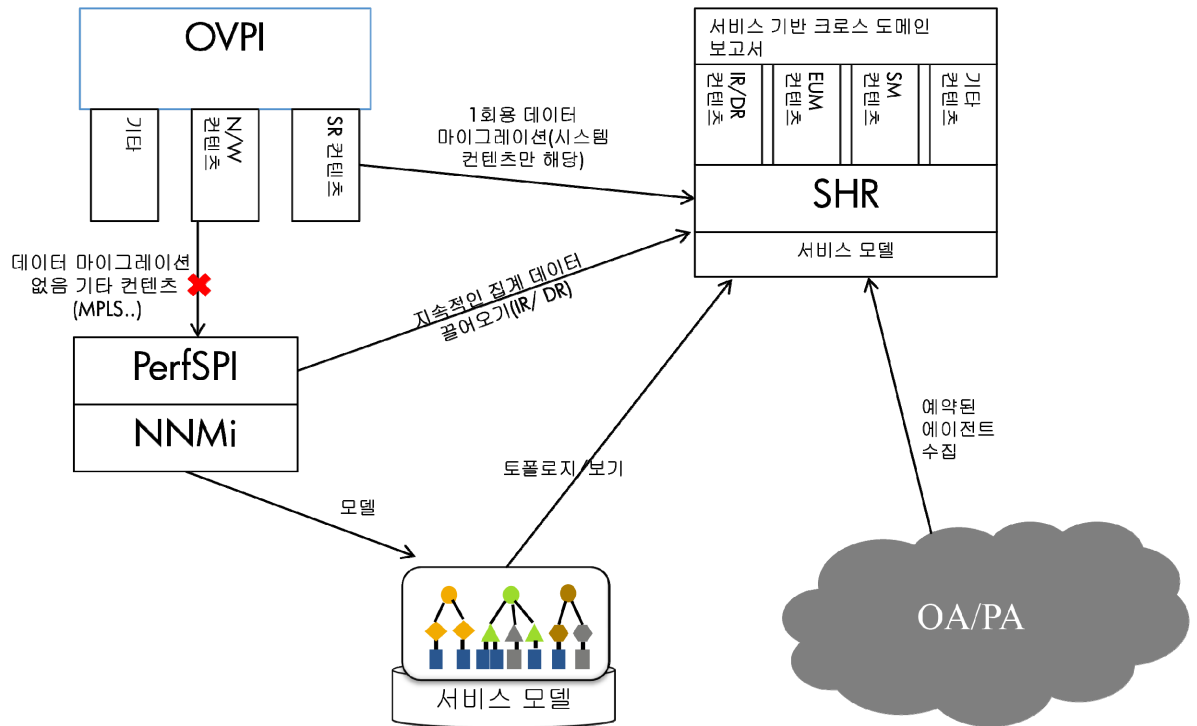 OVPI
기타
N/W
컨텐츠
SR 컨텐츠
1회용 데이터
마이그레이션(시스템
컨텐츠만 해당)
서비스 기반 크로스 도메인
보고서
IR/DR
컨텐츠
EUM
컨텐츠
SM
컨텐츠
기타
컨텐츠
SHR
서비스 모델
데이터 마이그레이션
없음 기타 컨텐츠
(MPLS..)
지속적인 집계 데이터
끌어오기(IR/ DR)
PerfSPI
NNMi
모델
토폴로지/보기
예약된
에이전트
수집
OA/PA
서비스 모델